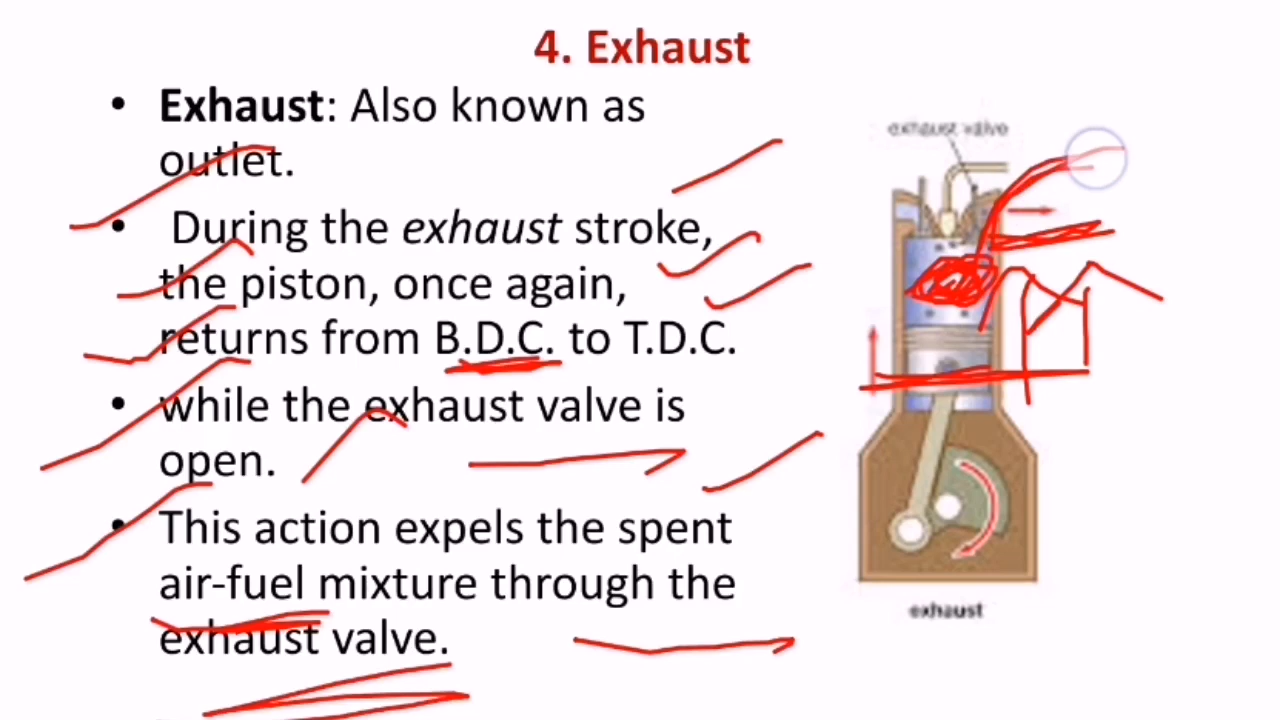 4. Exhaust
• Exhaust: Also known as
outlet.
• During the exhaust stroke,
the piston, once again,
returns from B.D.C. to T.D.C.
• while the exhaust valve is
open.
• This action expels the spent
air-fuel mixture through the
exhaust valve.
exhaust valve
exhaust